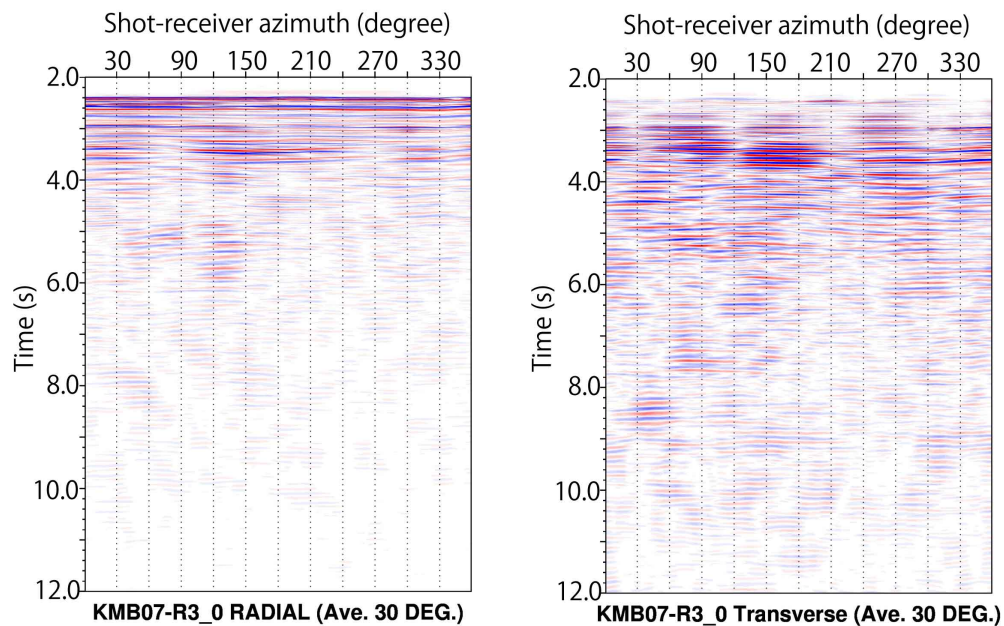 Shot-receiver azimuth (degree)
30 90 150 210 270 330
2.0
4.0
6.0
8.0
10.0
12.0
Time (s)
KMB07-R3_0 RADIAL (Ave. 30 DEG.)
Shot-receiver azimuth (degree)
30 90 150 210 270 330
2.0
4.0
6.0
8.0
10.0
12.0
Time (s)
KMB07-R3_0 Transverse (Ave. 30 DEG.)